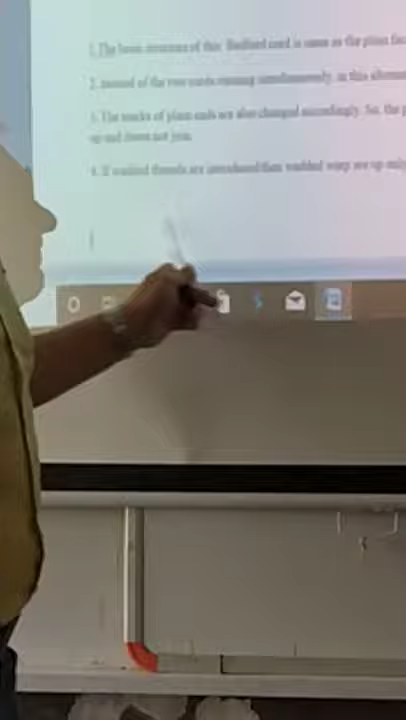 1. The basic structure of this Bedford cord is same as the plain fac
2. instead of the two cords running simultaneously, in this alternat
3. The marks of plain ends are also changed accordingly. So, the p
up and down not join.
4. If wadded threads are introduced then wadded warp are up only